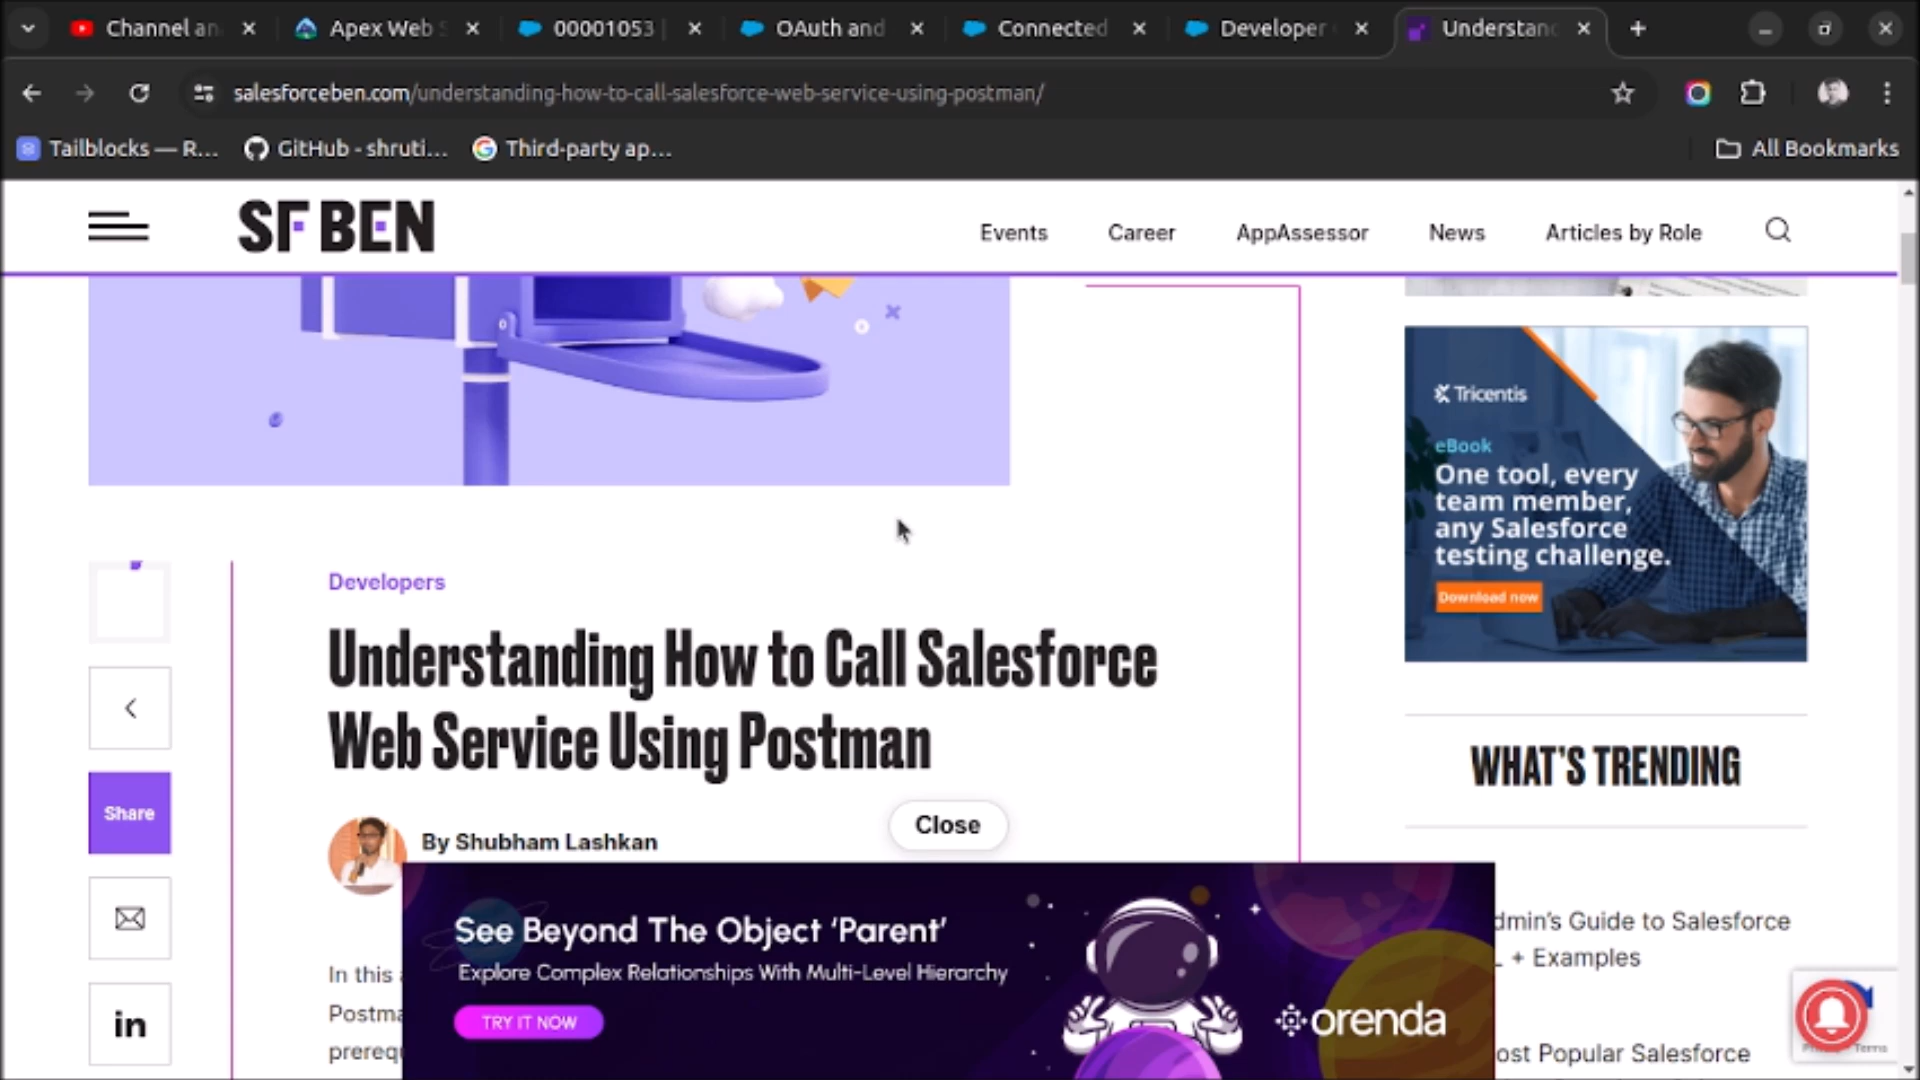 Channel an
Apex Web S
00001053 |
OAuth and
Connected
Developer
Understand
salesforceben.com/understanding-how-to-call-salesforce-web-service-using-postman/
Tailblocks — R...
GitHub - shruti...
Third-party ap...
All Bookmarks
SF BEN
Events
Career
AppAssessor
News
Articles by Role
Tricentis
eBook
One tool, every
team member,
any Salesforce
testing challenge.
Download now
Developers
Understanding How to Call Salesforce
Web Service Using Postman
WHAT'S TRENDING
Share
Close
By Shubham Lashkan
See Beyond The Object ‘Parent’
Explore Complex Relationships With Multi-Level Hierarchy
TRY IT NOW
orenda
In this
Postma
prerequ
in
dmin's Guide to Salesforce
+ Examples
ost Popular Salesforce
Terms